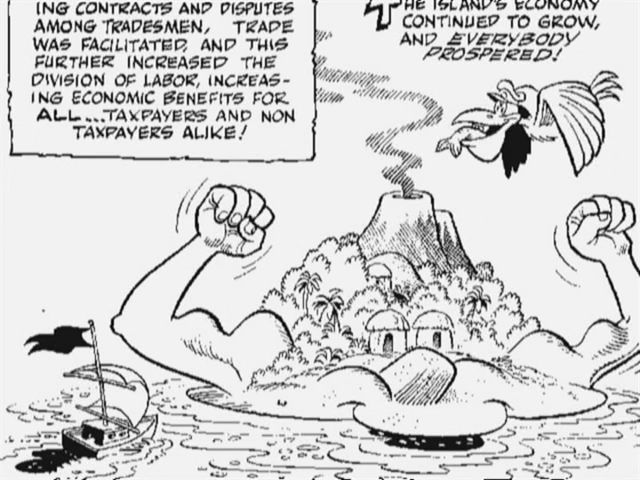 ING CONTRACTS AND DISPUTES
AMONG TRADESMEN, TRADE
WAS FACILITATED, AND THIS
FURTHER INCREASED THE
DIVISION OF LABOR, INCREAS-
ING ECONOMIC BENEFITS FOR
ALL...TAXPAYERS AND NON
TAXPAYERS ALIKE!
THE ISLAND'S ECONOMY
CONTINUED TO GROW,
AND EVERYBODY
PROSPERED!